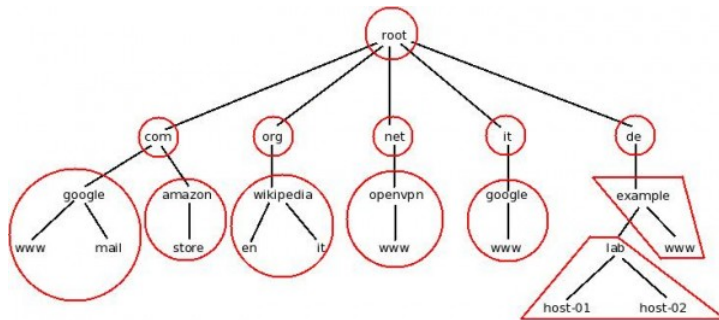 root
com org net it de
google amazon wikipedia openvpn google example
www mail store en it www www lab www
host-01 host-02